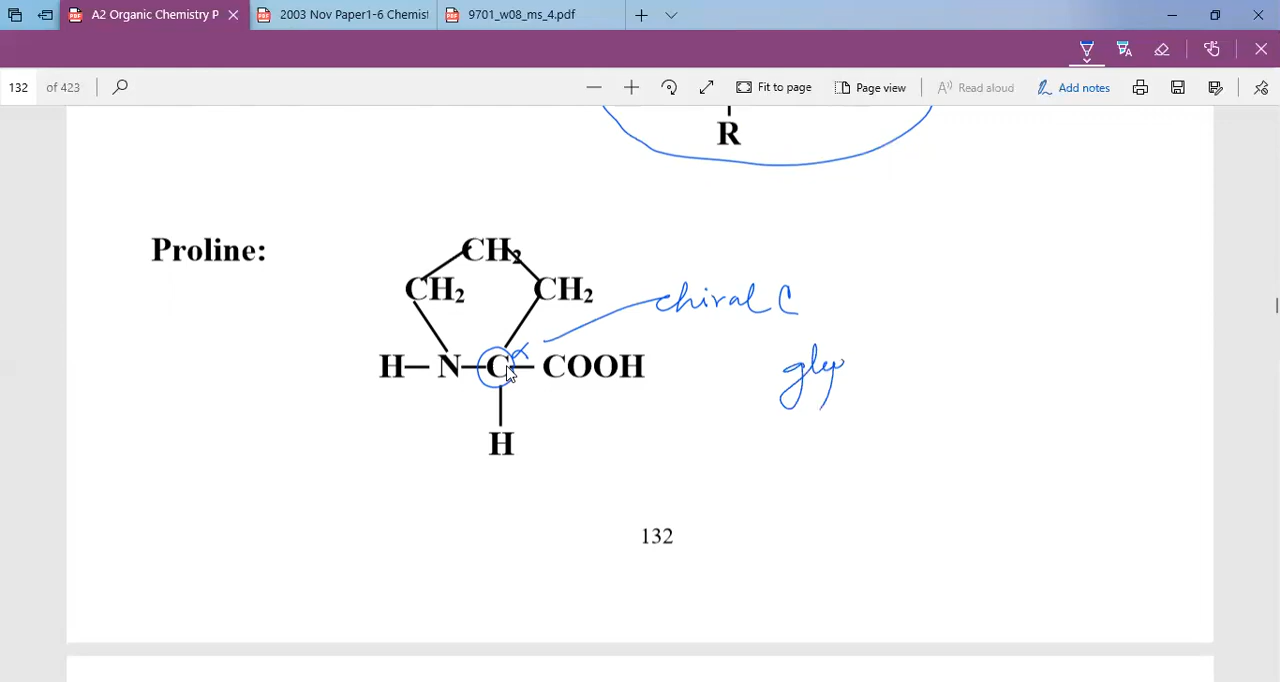 A2 Organic Chemistry P
2003 Nov Paper1-6 Chemist
9701_w08_ms_4.pdf
132 of 423
Fit to page
Page view
Read aloud
Add notes
R
Proline:
CH₂
CH₂ CH₂
chiral C
H N C α COOH
gly
H
132